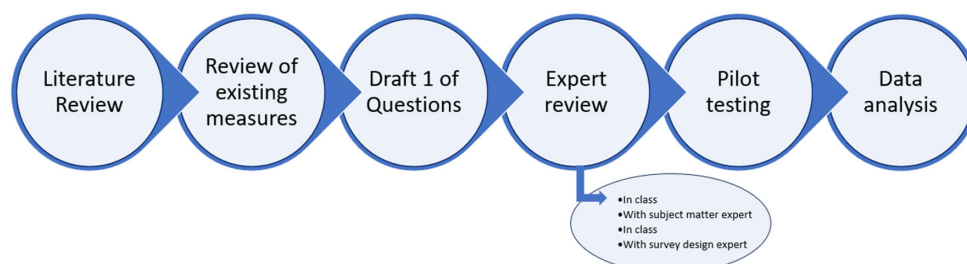 Literature
Review
Review of
existing
measures
Draft 1 of
Questions
Expert
review
Pilot
testing
Data
analysis
•In class
•With subject matter expert
•In class
•With survey design expert